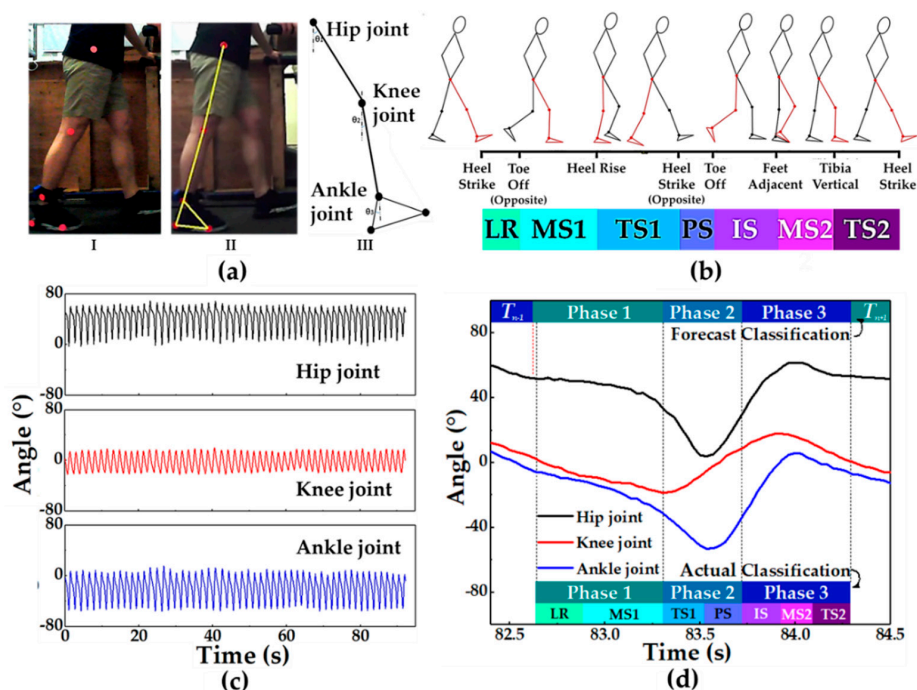 (a)
Hip joint
θ₁
Knee
joint
θ₂
Ankle
joint
θ₃
I
II
III
Heel
Strike
Toe
Off
(Opposite)
Heel Rise
Heel
Strike
(Opposite)
Toe
Off
Feet
Adjacent
Tibia
Vertical
Heel
Strike
LR
MS1
TS1
PS
IS
MS2
TS2
(b)
Angle (°)
80
0
-80
Hip joint
80
0
-80
Knee joint
80
0
-80
Ankle joint
0
20
40
60
80
Time (s)
(c)
Angle (°)
80
40
0
-40
-80
Tn-1
Phase 1
Phase 2
Phase 3
Tn+1
Forecast Classification
Hip joint
Knee joint
Ankle joint
Actual Classification
Phase 1
Phase 2
Phase 3
LR
MS1
TS1
PS
IS
MS2
TS2
82.5
83.0
83.5
84.0
84.5
Time (s)
(d)